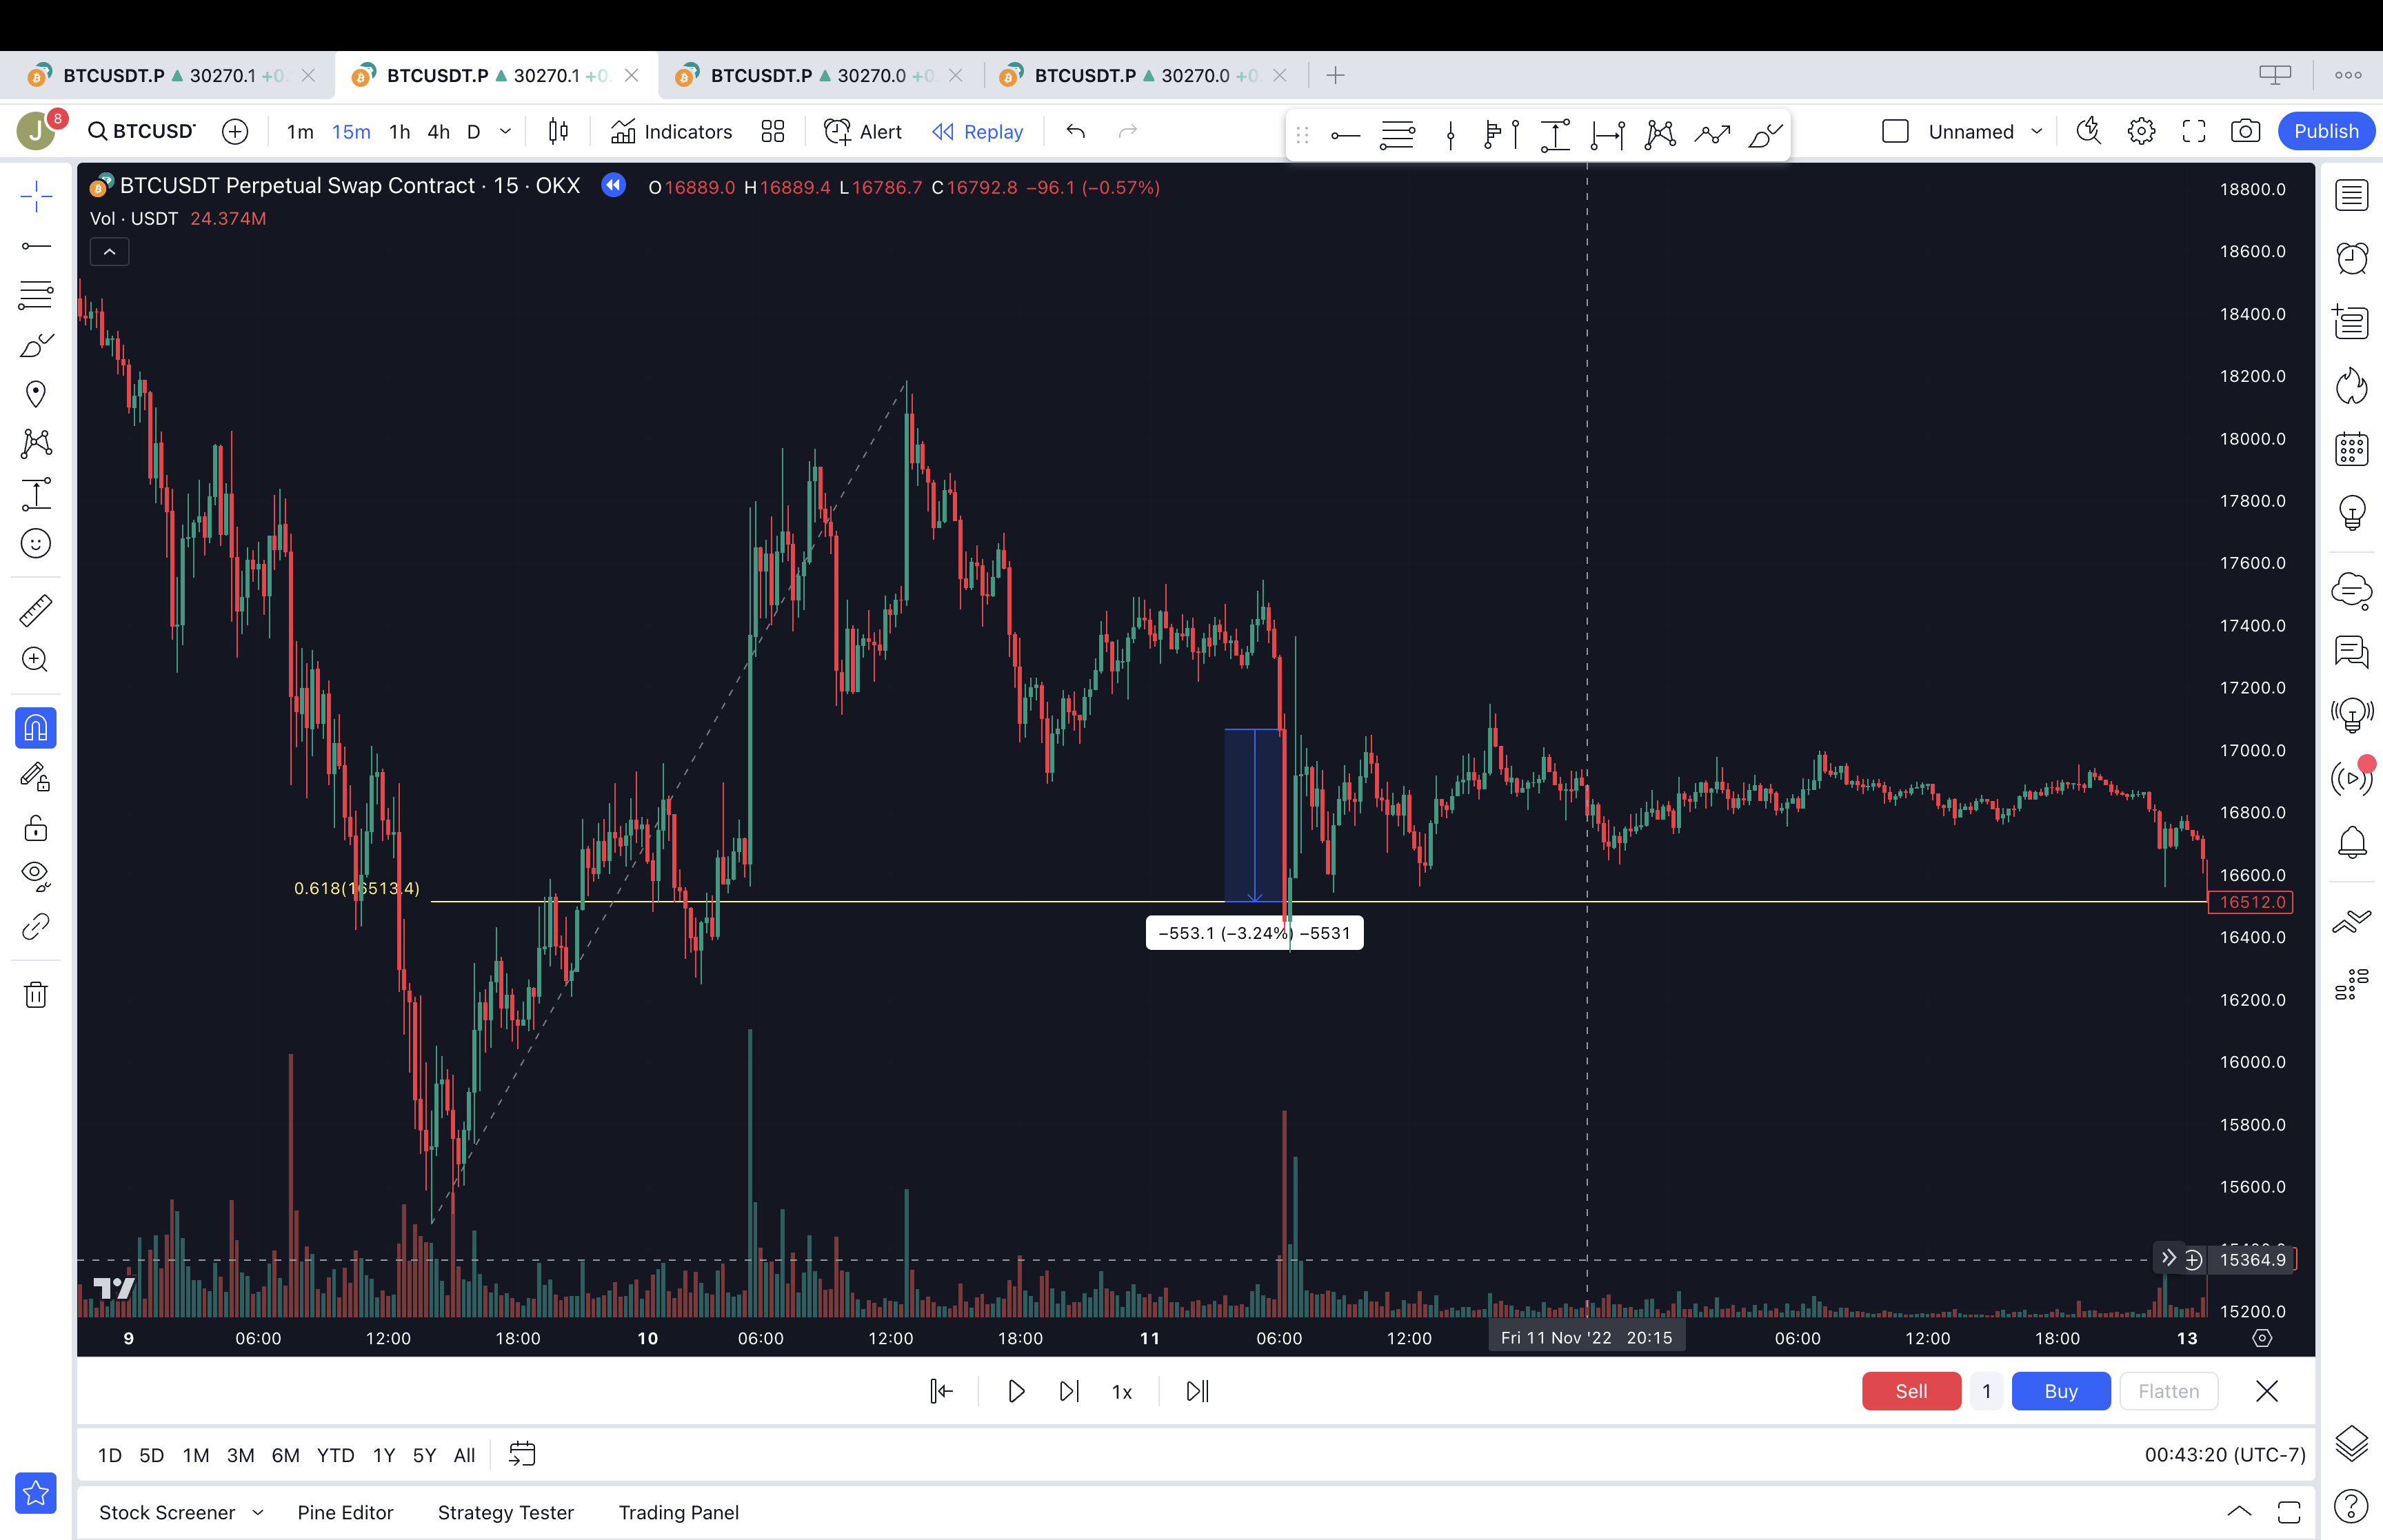 BTCUSDT.P ▲ 30270.1 +0.
BTCUSDT.P ▲ 30270.1 +0.
BTCUSDT.P ▲ 30270.0 +0.
BTCUSDT.P ▲ 30270.0 +0.
J
8
BTCUSD
1m 15m 1h 4h D
Indicators
Alert
Replay
Unnamed
Publish
BTCUSDT Perpetual Swap Contract · 15 · OKX
O16889.0 H16889.4 L16786.7 C16792.8 −96.1 (−0.57%)
Vol · USDT 24.374M
18800.0
18600.0
18400.0
18200.0
18000.0
17800.0
17600.0
17400.0
17200.0
17000.0
16800.0
16600.0
0.618(16513.4)
16512.0
−553.1 (−3.24%) −5531
16400.0
16200.0
16000.0
15800.0
15600.0
15364.9
15200.0
9 06:00 12:00 18:00 10 06:00 12:00 18:00 11 06:00 12:00 Fri 11 Nov '22 20:15 06:00 12:00 18:00 13
1x
Sell 1 Buy Flatten
1D 5D 1M 3M 6M YTD 1Y 5Y All
00:43:20 (UTC-7)
Stock Screener Pine Editor Strategy Tester Trading Panel